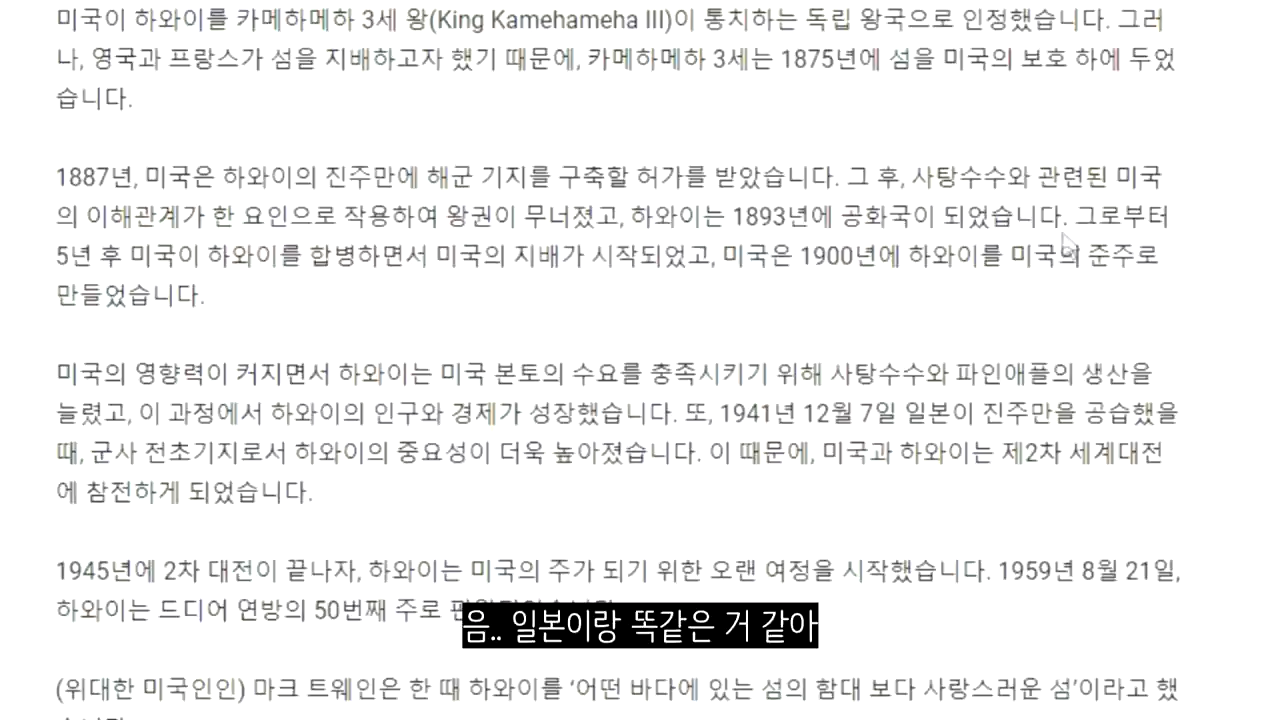 미국이 하와이를 카메하메하 3세 왕(King Kamehameha III)이 통치하는 독립 왕국으로 인정했습니다. 그러
나, 영국과 프랑스가 섬을 지배하고자 했기 때문에, 카메하메하 3세는 1875년에 섬을 미국의 보호 하에 두었
습니다.
1887년, 미국은 하와이의 진주만에 해군 기지를 구축할 허가를 받았습니다. 그 후, 사탕수수와 관련된 미국
의 이해관계가 한 요인으로 작용하여 왕권이 무너졌고, 하와이는 1893년에 공화국이 되었습니다. 그로부터
5년 후 미국이 하와이를 합병하면서 미국의 지배가 시작되었고, 미국은 1900년에 하와이를 미국의 준주로
만들었습니다.
미국의 영향력이 커지면서 하와이는 미국 본토의 수요를 충족시키기 위해 사탕수수와 파인애플의 생산을
늘렸고, 이 과정에서 하와이의 인구와 경제가 성장했습니다. 또, 1941년 12월 7일 일본이 진주만을 공습했을
때, 군사 전초기지로서 하와이의 중요성이 더욱 높아졌습니다. 이 때문에, 미국과 하와이는 제2차 세계대전
에 참전하게 되었습니다.
1945년에 2차 대전이 끝나자, 하와이는 미국의 주가 되기 위한 오랜 여정을 시작했습니다. 1959년 8월 21일,
하와이는 드디어 연방의 50번째 주로
음.. 일본이랑 똑같은 거 같아
(위대한 미국인인) 마크 트웨인은 한 때 하와이를 ‘어떤 바다에 있는 섬의 함대 보다 사랑스러운 섬’이라고 했